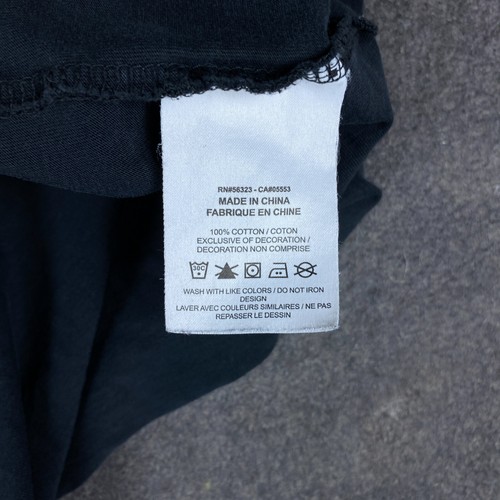 RN#56323 - CA#05553
MADE IN CHINA
FABRIQUE EN CHINE
100% COTTON / COTON
EXCLUSIVE OF DECORATION /
DECORATION NON COMPRISE
30C
WASH WITH LIKE COLORS / DO NOT IRON
DESIGN
LAVER AVEC COULEURS SIMILAIRES / NE PAS
REPASSER LE DESSIN